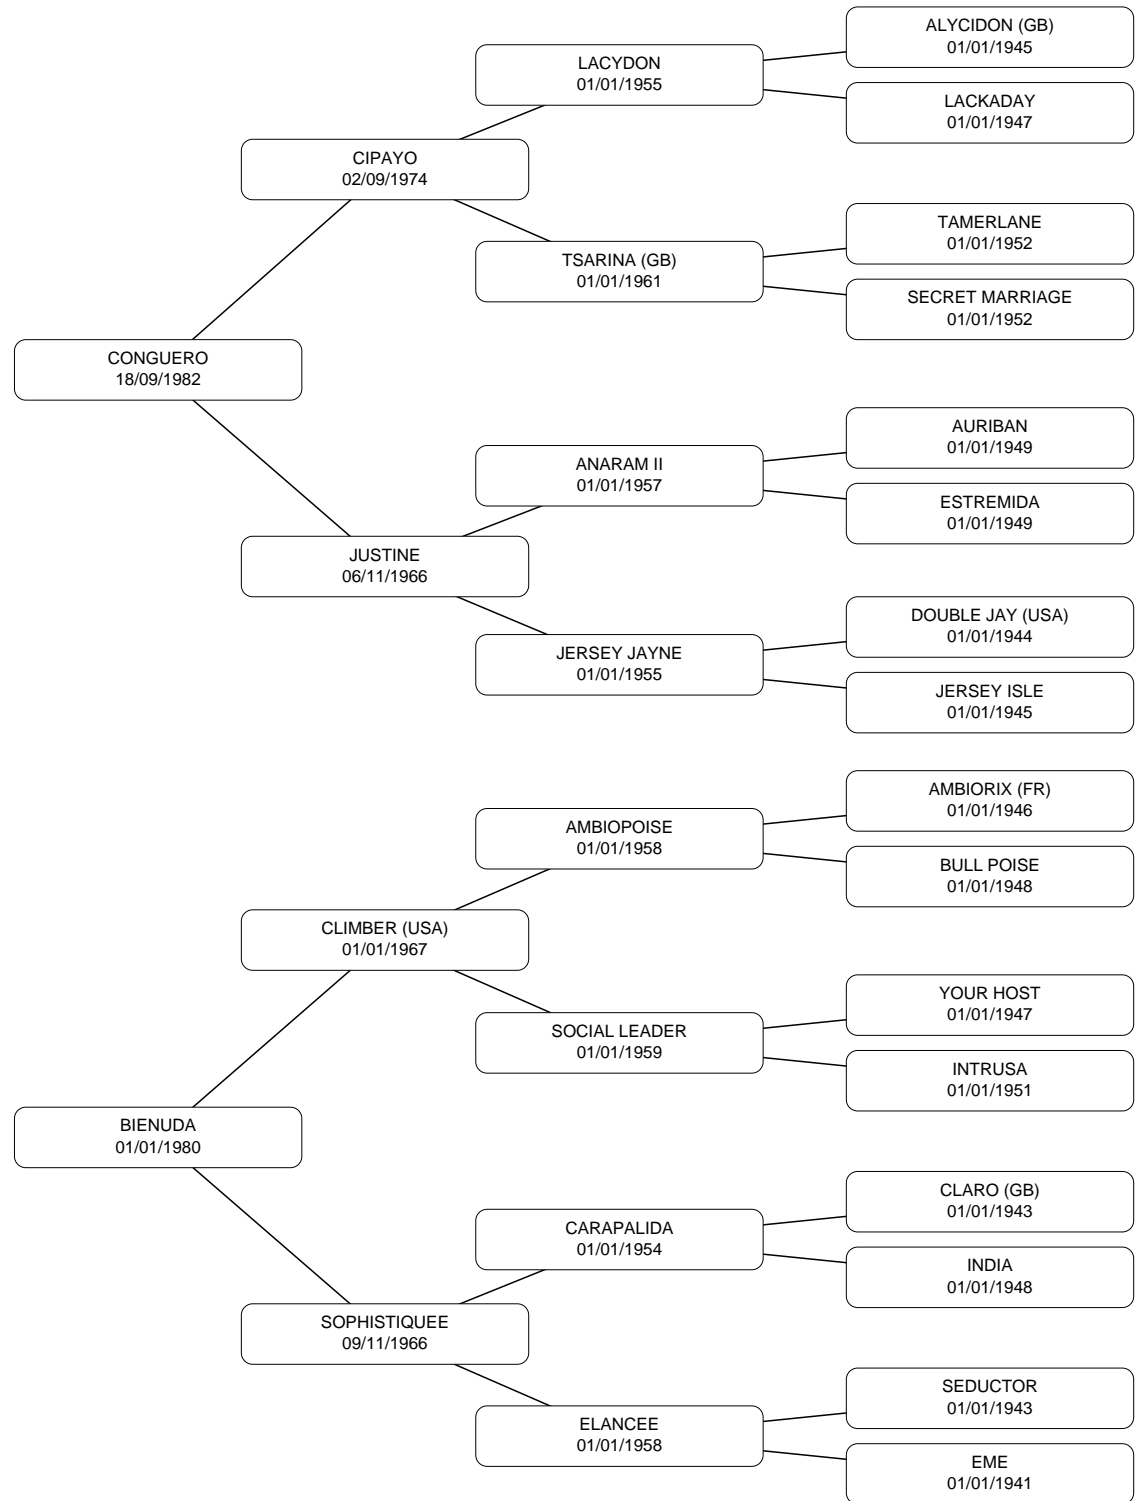 ALYCIDON (GB)
01/01/1945
LACYDON
01/01/1955
LACKADAY
01/01/1947
CIPAYO
02/09/1974
TAMERLANE
01/01/1952
TSARINA (GB)
01/01/1961
SECRET MARRIAGE
01/01/1952
CONGUERO
18/09/1982
AURIBAN
01/01/1949
ANARAM II
01/01/1957
ESTREMIDA
01/01/1949
JUSTINE
06/11/1966
DOUBLE JAY (USA)
01/01/1944
JERSEY JAYNE
01/01/1955
JERSEY ISLE
01/01/1945
AMBIORIX (FR)
01/01/1946
AMBIOPOISE
01/01/1958
BULL POISE
01/01/1948
CLIMBER (USA)
01/01/1967
YOUR HOST
01/01/1947
SOCIAL LEADER
01/01/1959
INTRUSA
01/01/1951
BIENUDA
01/01/1980
CLARO (GB)
01/01/1943
CARAPALIDA
01/01/1954
INDIA
01/01/1948
SOPHISTIQUEE
09/11/1966
SEDUCTOR
01/01/1943
ELANCEE
01/01/1958
EME
01/01/1941